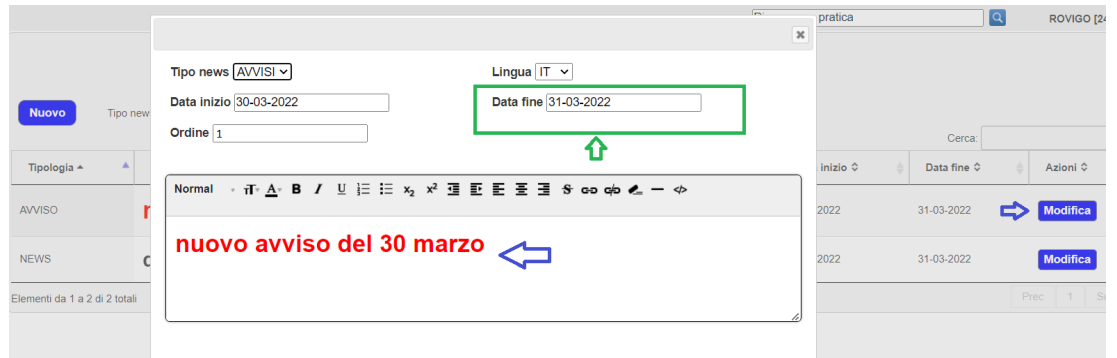 pratica ROVIGO [24
Tipo news AVVISI Lingua IT
Data inizio 30-03-2022 Data fine 31-03-2022
Nuovo Tipo new
Ordine 1
Cerca:
Tipologia inizio Data fine Azioni
Normal
AVVISO 2022 31-03-2022 Modifica
nuovo avviso del 30 marzo
NEWS 2022 31-03-2022 Modifica
Elementi da 1 a 2 di 2 totali Prec 1 S